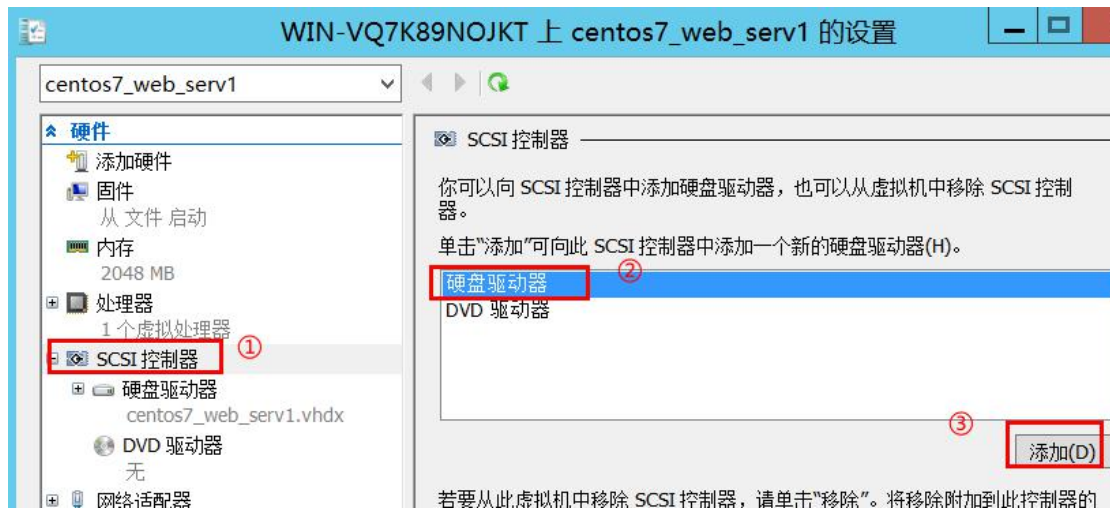 WIN-VQ7K89NOJKT 上 centos7_web_serv1 的设置
centos7_web_serv1
硬件
添加硬件
固件
从 文件 启动
内存
2048 MB
处理器
1 个虚拟处理器
SCSI 控制器
①
硬盘驱动器
centos7_web_serv1.vhdx
DVD 驱动器
无
网络适配器
SCSI 控制器
你可以向 SCSI 控制器中添加硬盘驱动器，也可以从虚拟机中移除 SCSI 控制
器。
单击“添加”可向此 SCSI 控制器中添加一个新的硬盘驱动器(H)。
硬盘驱动器
②
DVD 驱动器
③
添加(D)
若要从此虚拟机中移除 SCSI 控制器，请单击“移除”。将移除附加到此控制器的